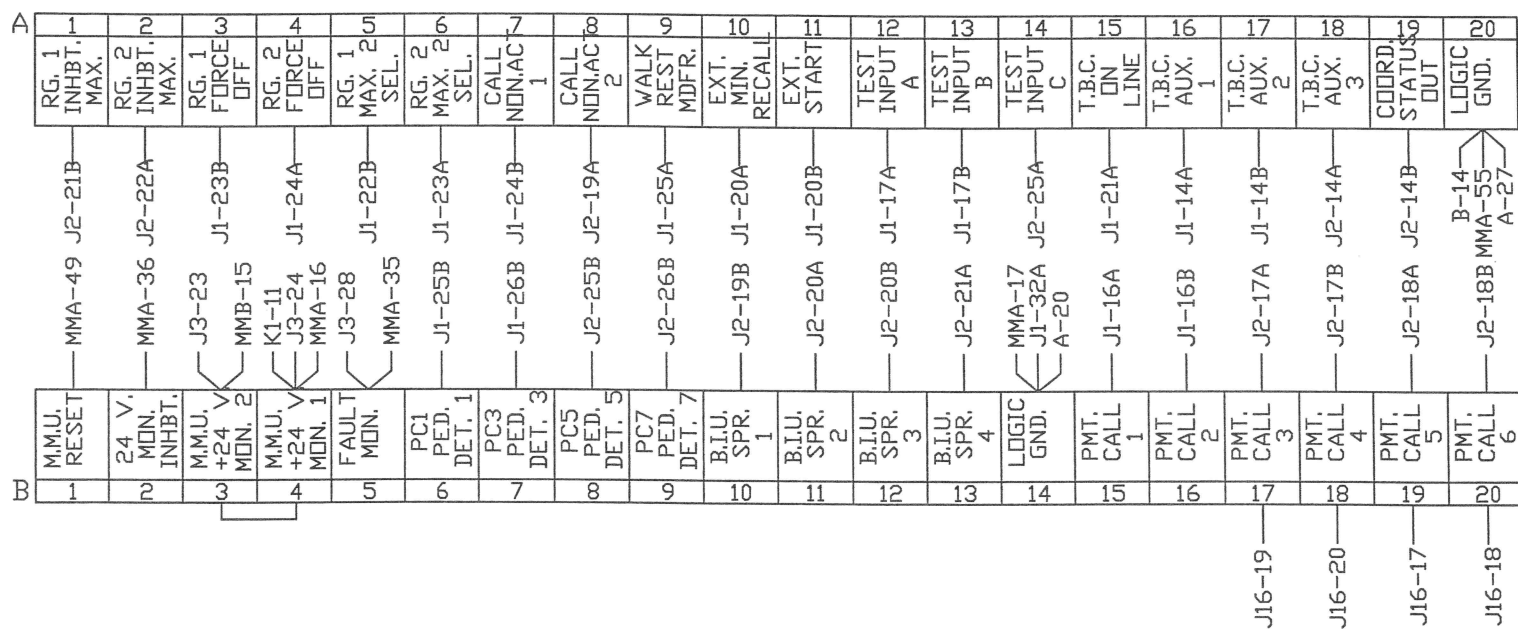 A 1 2 3 4 5 6 7 8 9 10 11 12 13 14 15 16 17 18 19 20
RG. 1
INHBT.
MAX.
RG. 2
INHBT.
MAX.
RG. 1
FORCE
OFF
RG. 2
FORCE
OFF
RG. 1
MAX. 2
SEL.
RG. 2
MAX. 2
SEL.
CALL
NON.ACT
1
CALL
NON.ACT
2
WALK
REST
MDFR.
EXT.
MIN.
RECALL
EXT.
START
TEST
INPUT
A
TEST
INPUT
B
TEST
INPUT
C
T.B.C.
ON
LINE
T.B.C.
AUX.
1
T.B.C.
AUX.
2
T.B.C.
AUX.
3
COORD.
STATUS
OUT
LOGIC
GND.
J2-21B
J2-22A
J1-23B
J1-24A
J1-22B
J1-23A
J1-24B
J2-19A
J1-25A
J1-20A
J1-20B
J1-17A
J1-17B
J2-25A
J1-21A
J1-14A
J1-14B
J2-14A
J2-14B
B-14
MMA-55
A-27
MMA-49
MMA-36
J3-23
MMB-15
K1-11
J3-24
MMA-16
J3-28
MMA-35
J1-25B
J1-26B
J2-25B
J2-26B
J2-19B
J2-20A
J2-20B
J2-21A
MMA-17
J1-32A
A-20
J1-16A
J1-16B
J2-17A
J2-17B
J2-18A
J2-18B
M.M.U.
RESET
24 V.
MON.
INHBT.
M.M.U.
+24 V
MON. 2
M.M.U.
+24 V
MON. 1
FAULT
MON.
PC1
PED.
DET. 1
PC3
PED.
DET. 3
PC5
PED.
DET. 5
PC7
PED.
DET. 7
B.I.U.
SPR.
1
B.I.U.
SPR.
2
B.I.U.
SPR.
3
B.I.U.
SPR.
4
LOGIC
GND.
PMT.
CALL
1
PMT.
CALL
2
PMT.
CALL
3
PMT.
CALL
4
PMT.
CALL
5
PMT.
CALL
6
B 1 2 3 4 5 6 7 8 9 10 11 12 13 14 15 16 17 18 19 20
J16-19
J16-20
J16-17
J16-18